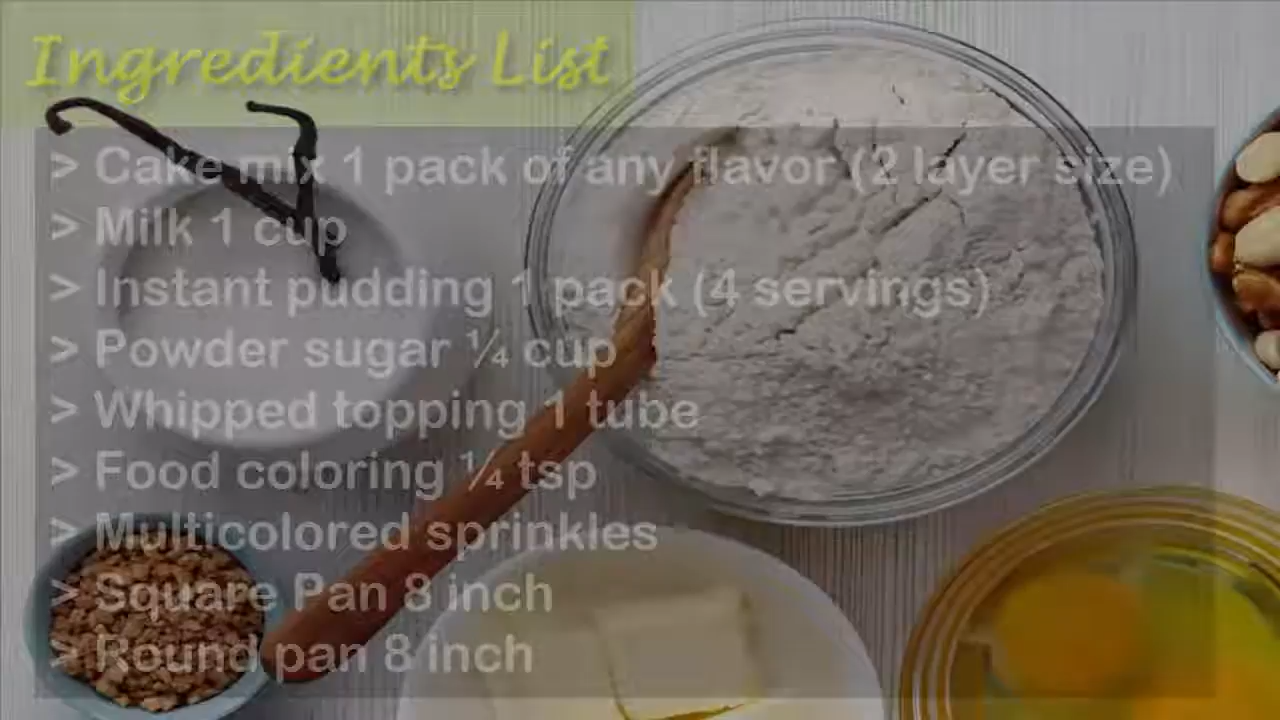 Ingredients List
> Cake mix 1 pack of any flavor (2 layer size)
> Milk 1 cup
> Instant pudding 1 pack (4 servings)
> Powder sugar ¼ cup
> Whipped topping 1 tube
> Food coloring ¼ tsp
> Multicolored sprinkles
> Square Pan 8 inch
> Round pan 8 inch